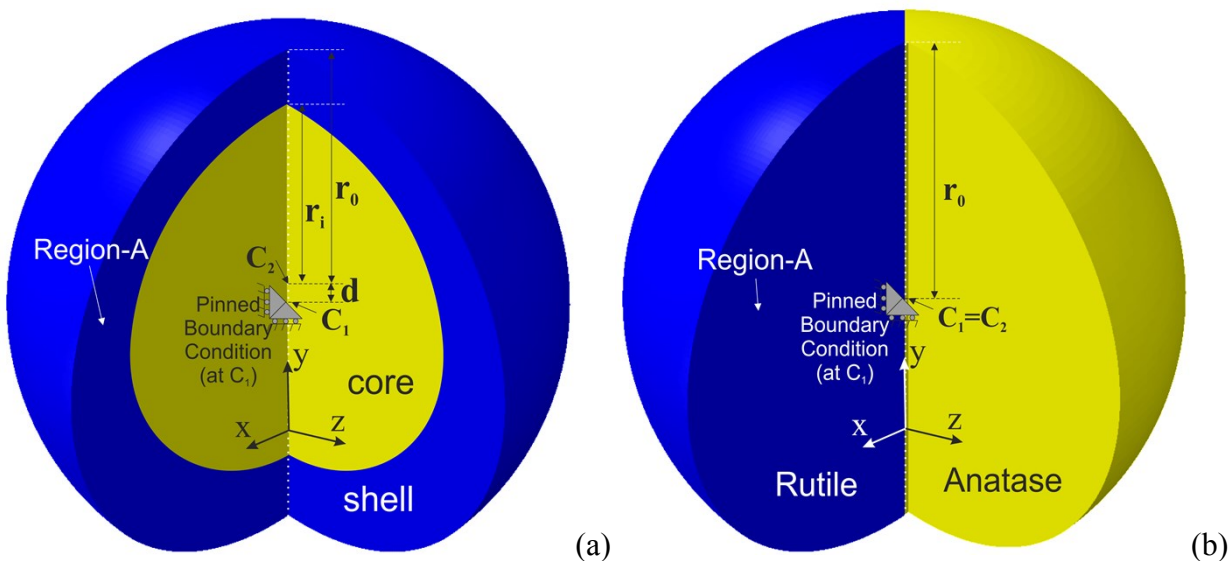 r₀
rᵢ
Region-A
C₂
d
Pinned
Boundary
Condition
(at C₁)
C₁
y
core
x
z
shell
(a)
r₀
Region-A
Pinned
Boundary
Condition
(at C₁)
C₁=C₂
y
x
z
Rutile
Anatase
(b)